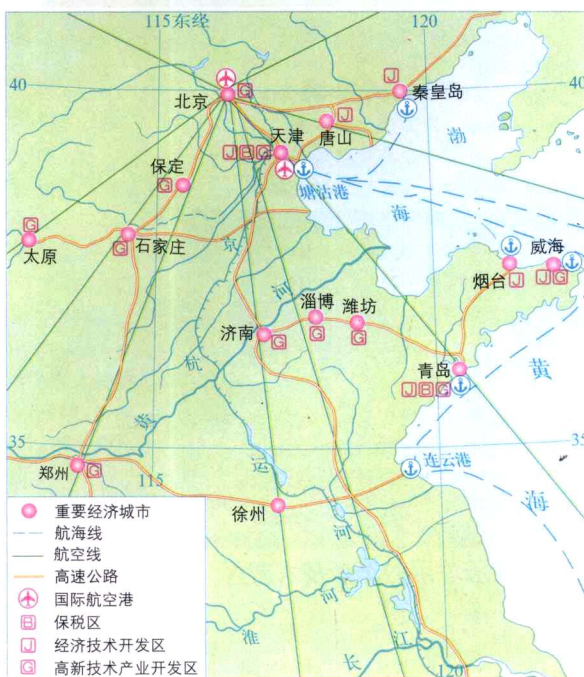 115东经
120
40
40
J
秦皇岛
G
北京
渤
J
唐山
天津
J B G
塘沽港
保定
G
海
G
太原
石家庄
G
京
河
威海
烟台
J
J G
淄博
G
潍坊
G
济南
G
杭
青岛
J B G
黄
黄
35
35
运
连云港
郑州
G
115
海
徐州
河
河
淮
江
长
120
重要经济城市
航海线
航空线
高速公路
国际航空港
B 保税区
J 经济技术开发区
G 高新技术产业开发区